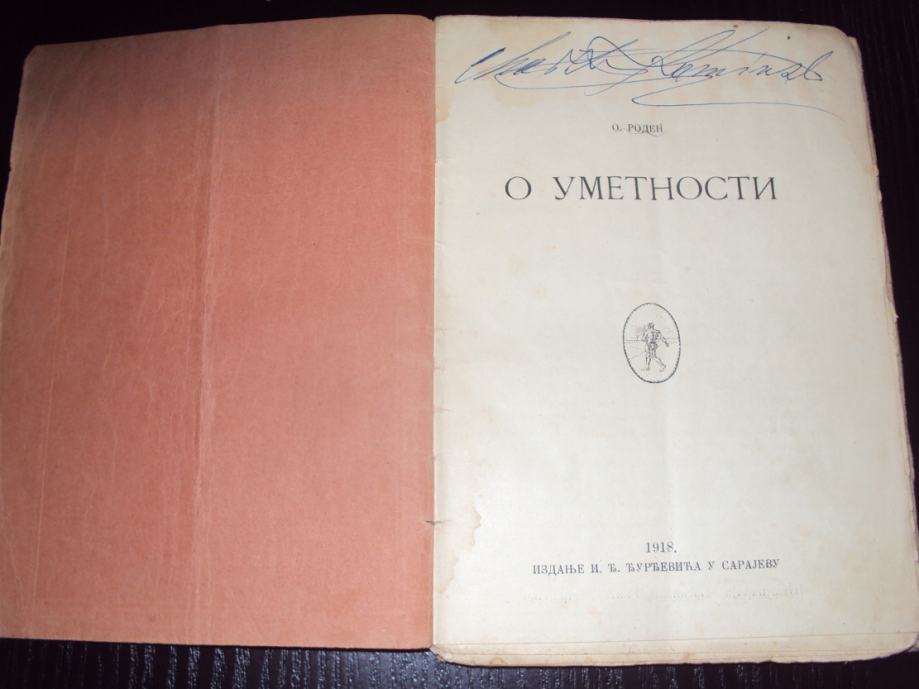 О. РОДЕН
О УМЕТНОСТИ
1918.
ИЗДАЊЕ И. Ђ. ЂУРЂЕВИЋА У САРАЈЕВУ